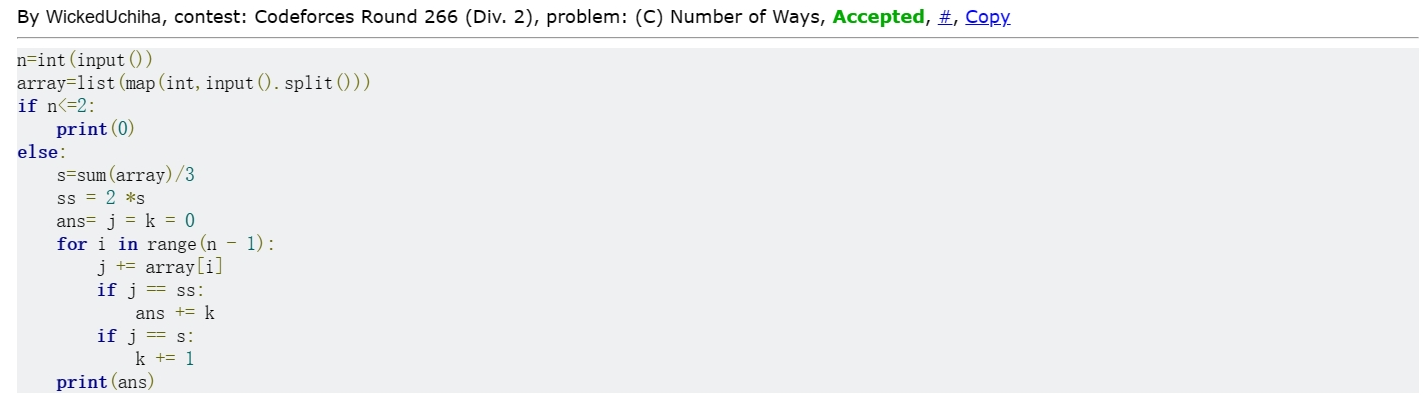 By WickedUchiha, contest: Codeforces Round 266 (Div. 2), problem: (C) Number of Ways, Accepted, #, Copy
n=int(input())
array=list(map(int,input().split()))
if n<=2:
    print(0)
else:
    s=sum(array)/3
    ss = 2 *s
    ans= j = k = 0
    for i in range(n - 1):
        j += array[i]
        if j == ss:
            ans += k
        if j == s:
            k += 1
    print(ans)